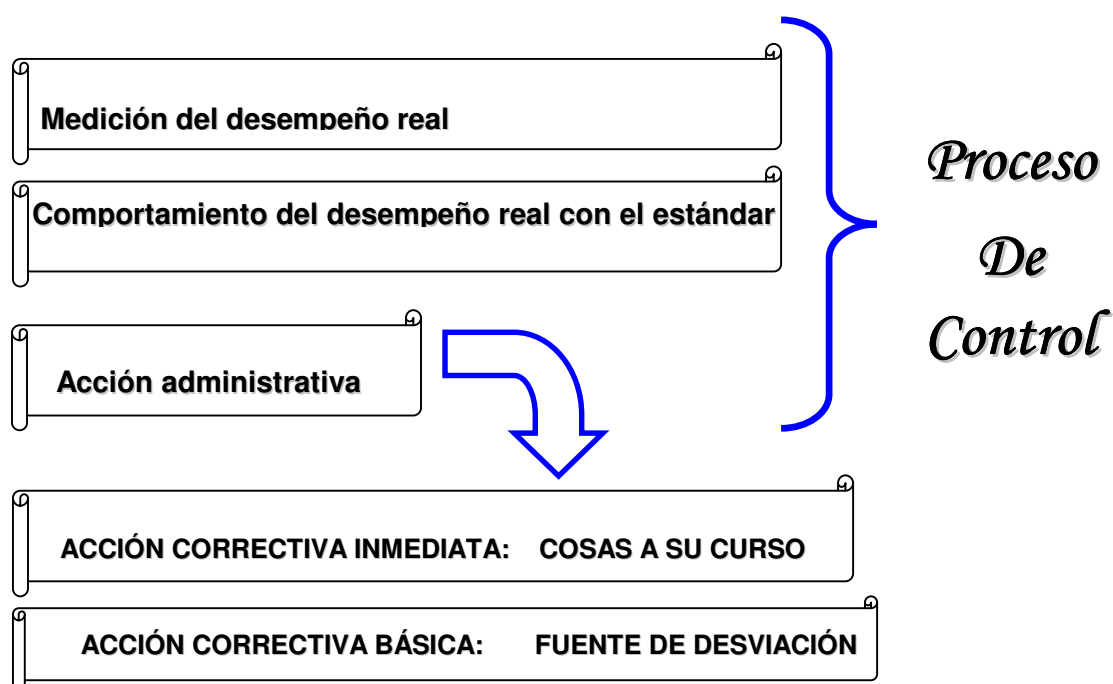 Medición del desempeño real
Comportamiento del desempeño real con el estándar
Acción administrativa
Proceso
De
Control
ACCIÓN CORRECTIVA INMEDIATA: COSAS A SU CURSO
ACCIÓN CORRECTIVA BÁSICA: FUENTE DE DESVIACIÓN